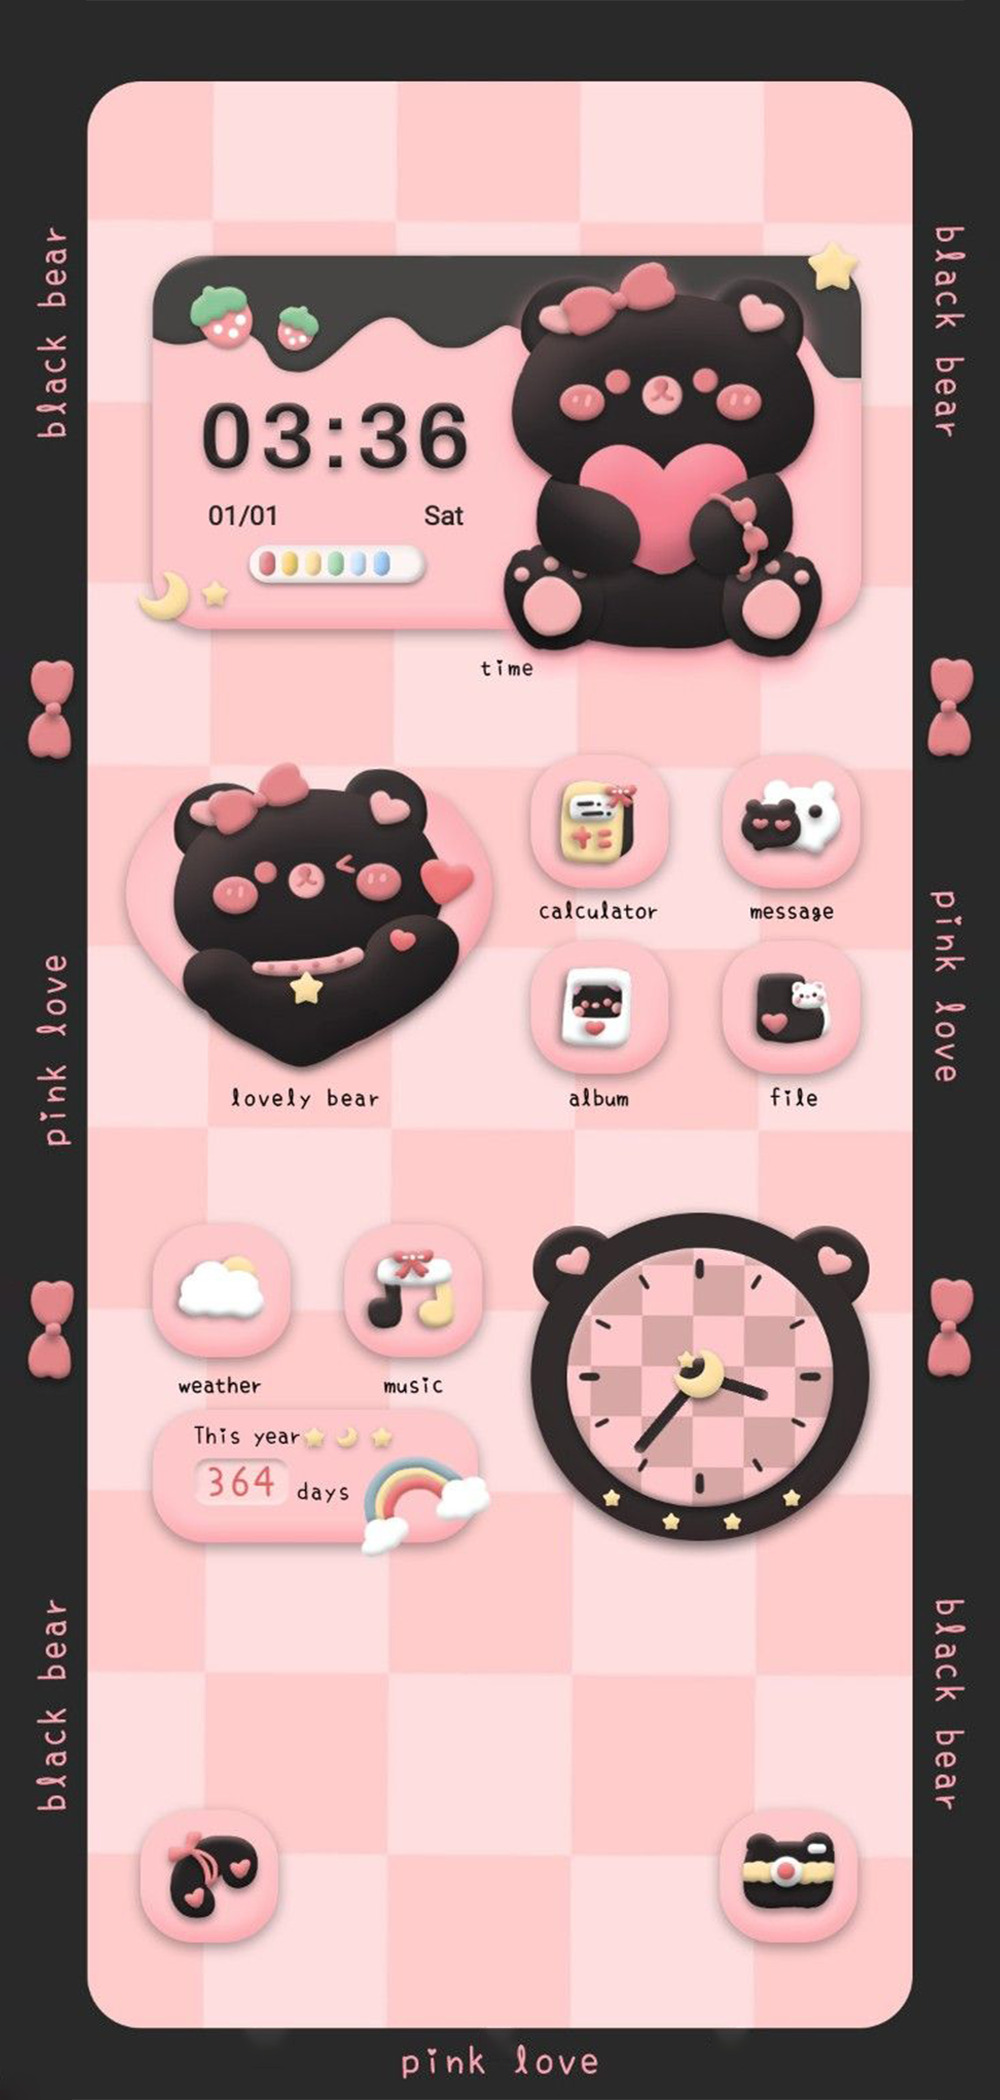 black bear
black bear
03:36
01/01 Sat
time
calculator message
album file
lovely bear
pink love
pink love
weather music
This year
364 days
black bear
black bear
pink love